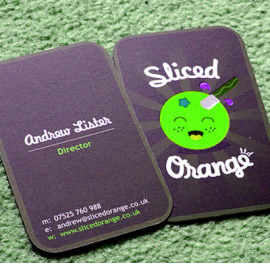 Andrew Lister
Director
m: 07525 760 988
e: andrew@slicedorange.co.uk
w: www.slicedorange.co.uk
Sliced
Orange